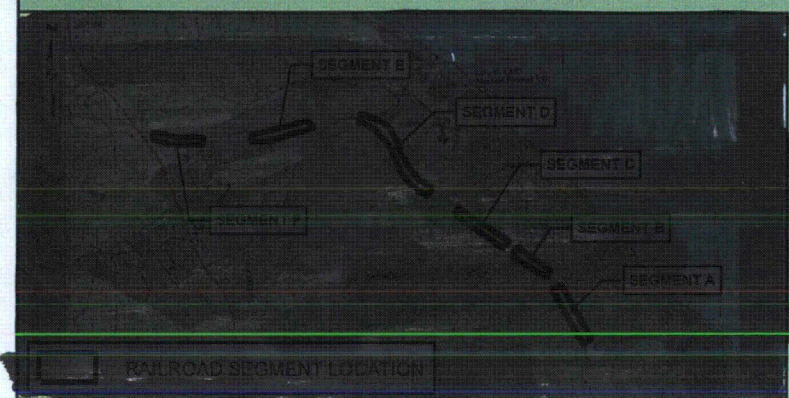 SEGMENT E
SEGMENT D
SEGMENT C
SEGMENT F
SEGMENT B
SEGMENT A
RAILROAD SEGMENT LOCATION